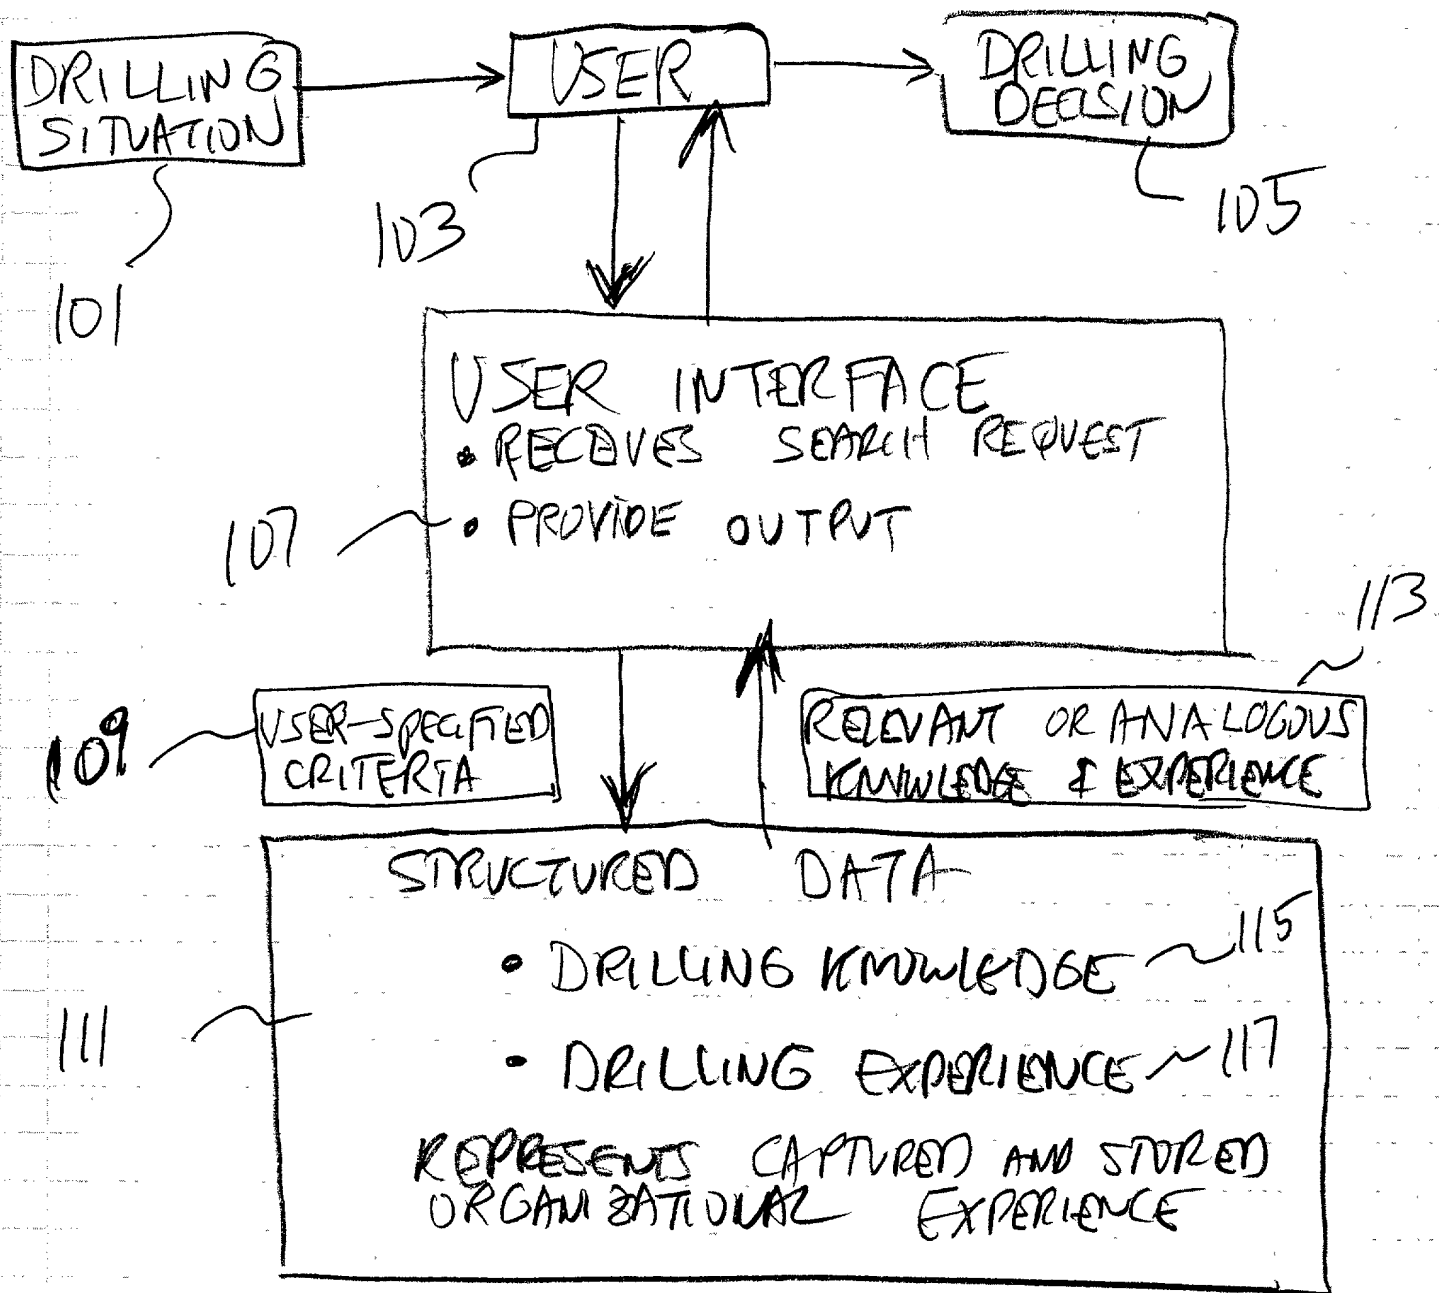 DRILLING
SITUATION
USER
DRILLING
DECISION
101
103
105
USER INTERFACE
• RECEIVES SEARCH REQUEST
• PROVIDE OUTPUT
107
109
USER-SPECIFIED
CRITERIA
113
RELEVANT OR ANALOGOUS
KNOWLEDGE & EXPERIENCE
STRUCTURED DATA
• DRILLING KNOWLEDGE 115
• DRILLING EXPERIENCE 117
111
REPRESENTS CAPTURED AND STORED
ORGANIZATIONAL EXPERIENCE